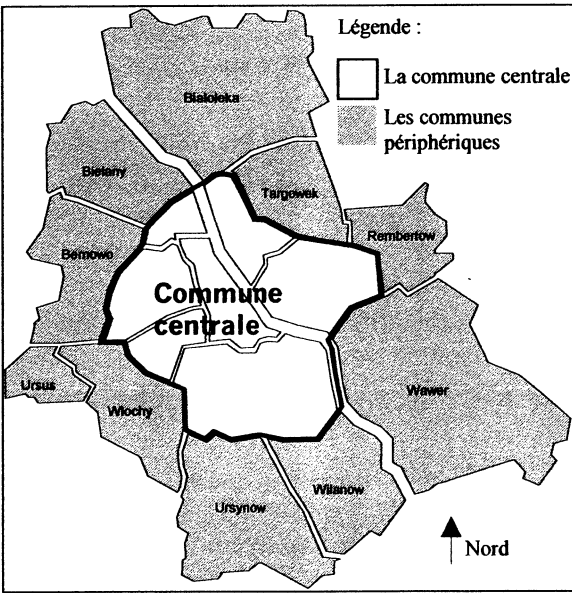 Légende :
La commune centrale
Les communes
périphériques
Bialoleka
Bielany
Targowek
Rembertow
Bemowo
Commune
centrale
Ursus
Wlochy
Wawer
Wilanow
Ursynow
Nord